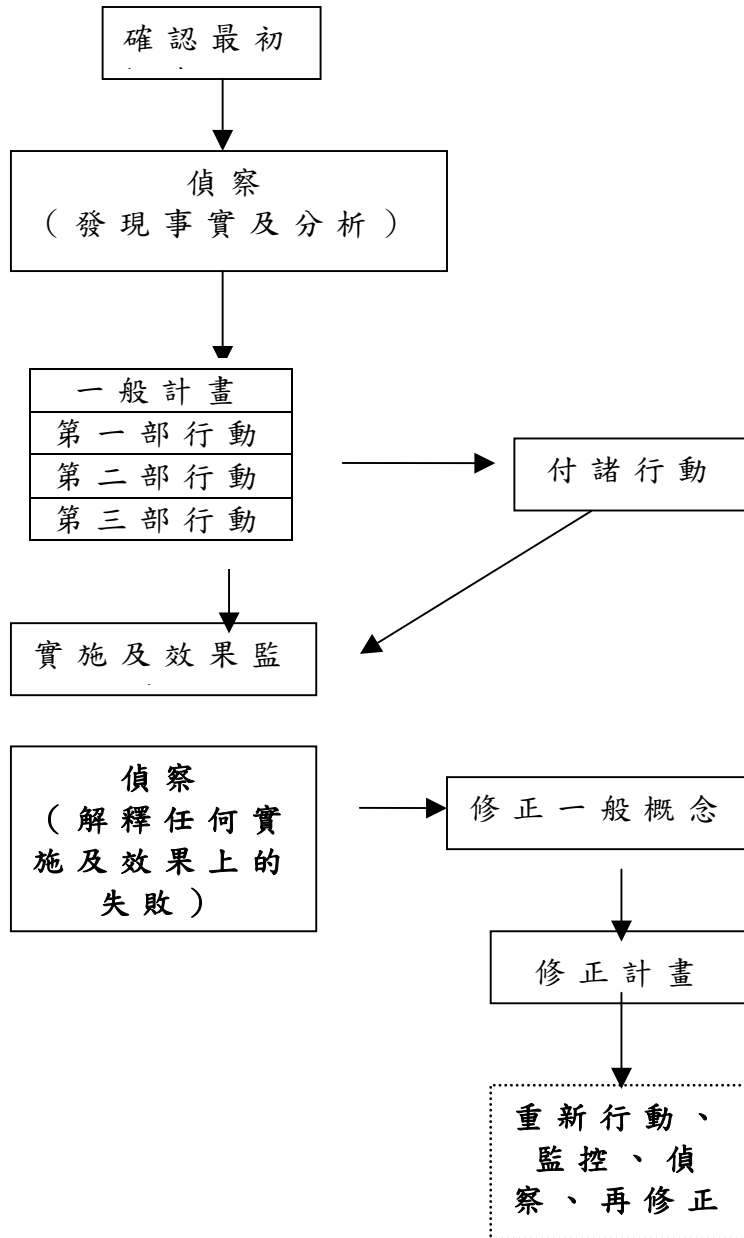 確認最初
偵察
（發現事實及分析）
一般計畫
第一部行動
第二部行動
第三部行動
付諸行動
實施及效果監
偵察
（解釋任何實
施及效果上的
失敗）
修正一般概念
修正計畫
重新行動、
監控、偵
察、再修正